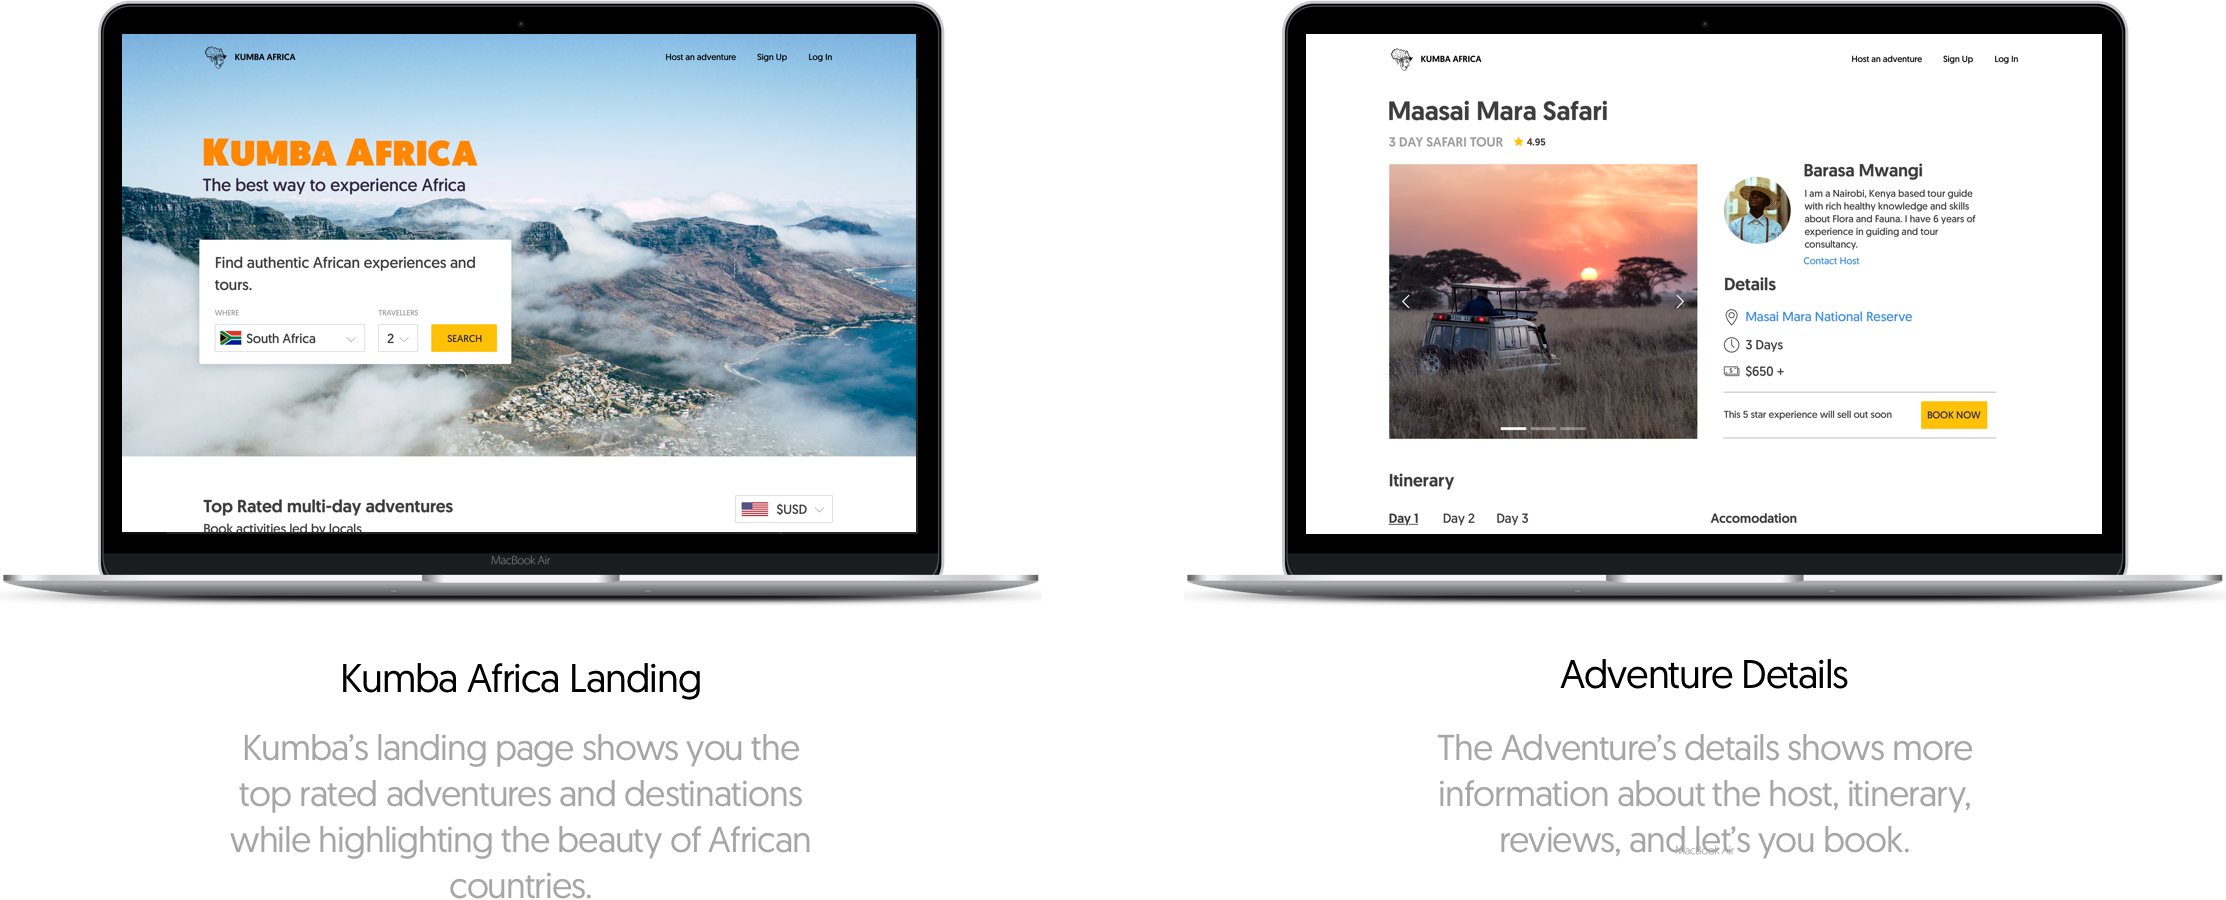 KUMBA AFRICA
Host an adventure
Sign Up
Log In
KUMBA AFRICA
The best way to experience Africa
Find authentic African experiences and
tours.
WHERE
TRAVELLERS
South Africa
2
SEARCH
Top Rated multi-day adventures
$USD
Book activities led by locals
MacBook Air
Kumba Africa Landing
Kumba's landing page shows you the
top rated adventures and destinations
while highlighting the beauty of African
countries.
KUMBA AFRICA
Host an adventure
Sign Up
Log In
Maasai Mara Safari
3 DAY SAFARI TOUR
4.95
Barasa Mwangi
I am a Nairobi, Kenya based tour guide
with rich healthy knowledge and skills
about Flora and Fauna. I have 6 years of
experience in guiding and tour
consultancy.
Contact Host
Details
Masai Mara National Reserve
3 Days
$650 +
This 5 star experience will sell out soon
BOOK NOW
Itinerary
Day 1
Day 2
Day 3
Accomodation
Adventure Details
The Adventure's details shows more
information about the host, itinerary,
reviews, and let's you book.
MacBook Air